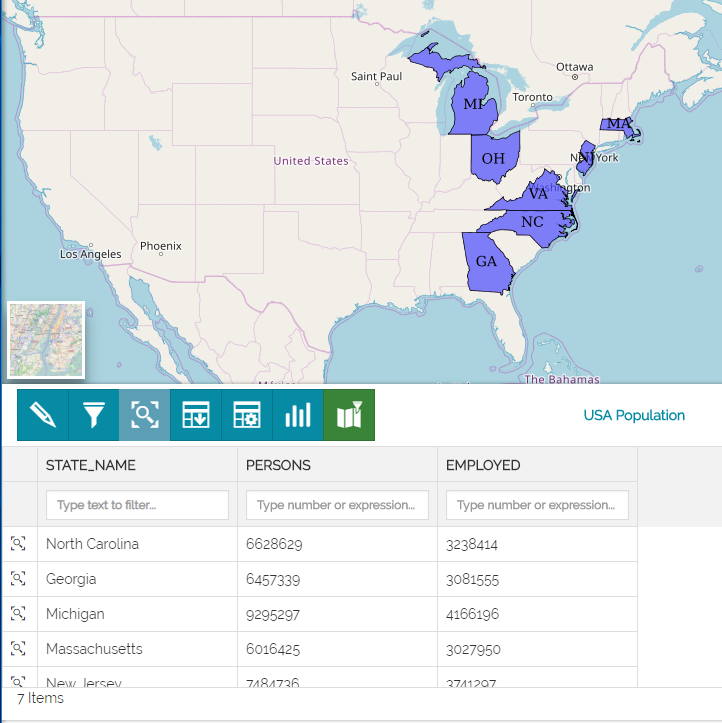 Ottawa
Saint Paul
MI
Toronto
MA
United States
OH
NJ
New York
Washington
VA
NC
Phoenix
Los Angeles
GA
The Bahamas
USA Population
STATE_NAME PERSONS EMPLOYED
Type text to filter... Type number or expression... Type number or expression...
North Carolina 6628629 3238414
Georgia 6457339 3081555
Michigan 9295297 4166196
Massachusetts 6016425 3027950
New Jersey 7484736 3741297
7 Items